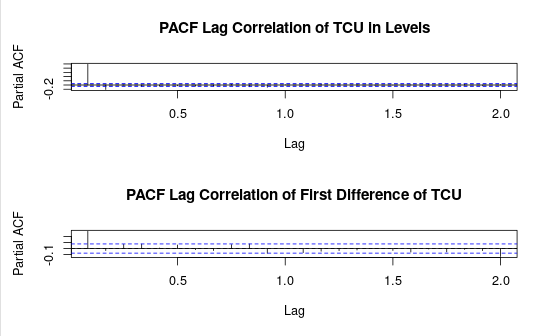 PACF Lag Correlation of TCU in Levels
Partial ACF
-0.2
0.5 1.0 1.5 2.0
Lag
PACF Lag Correlation of First Difference of TCU
Partial ACF
-0.1
0.5 1.0 1.5 2.0
Lag